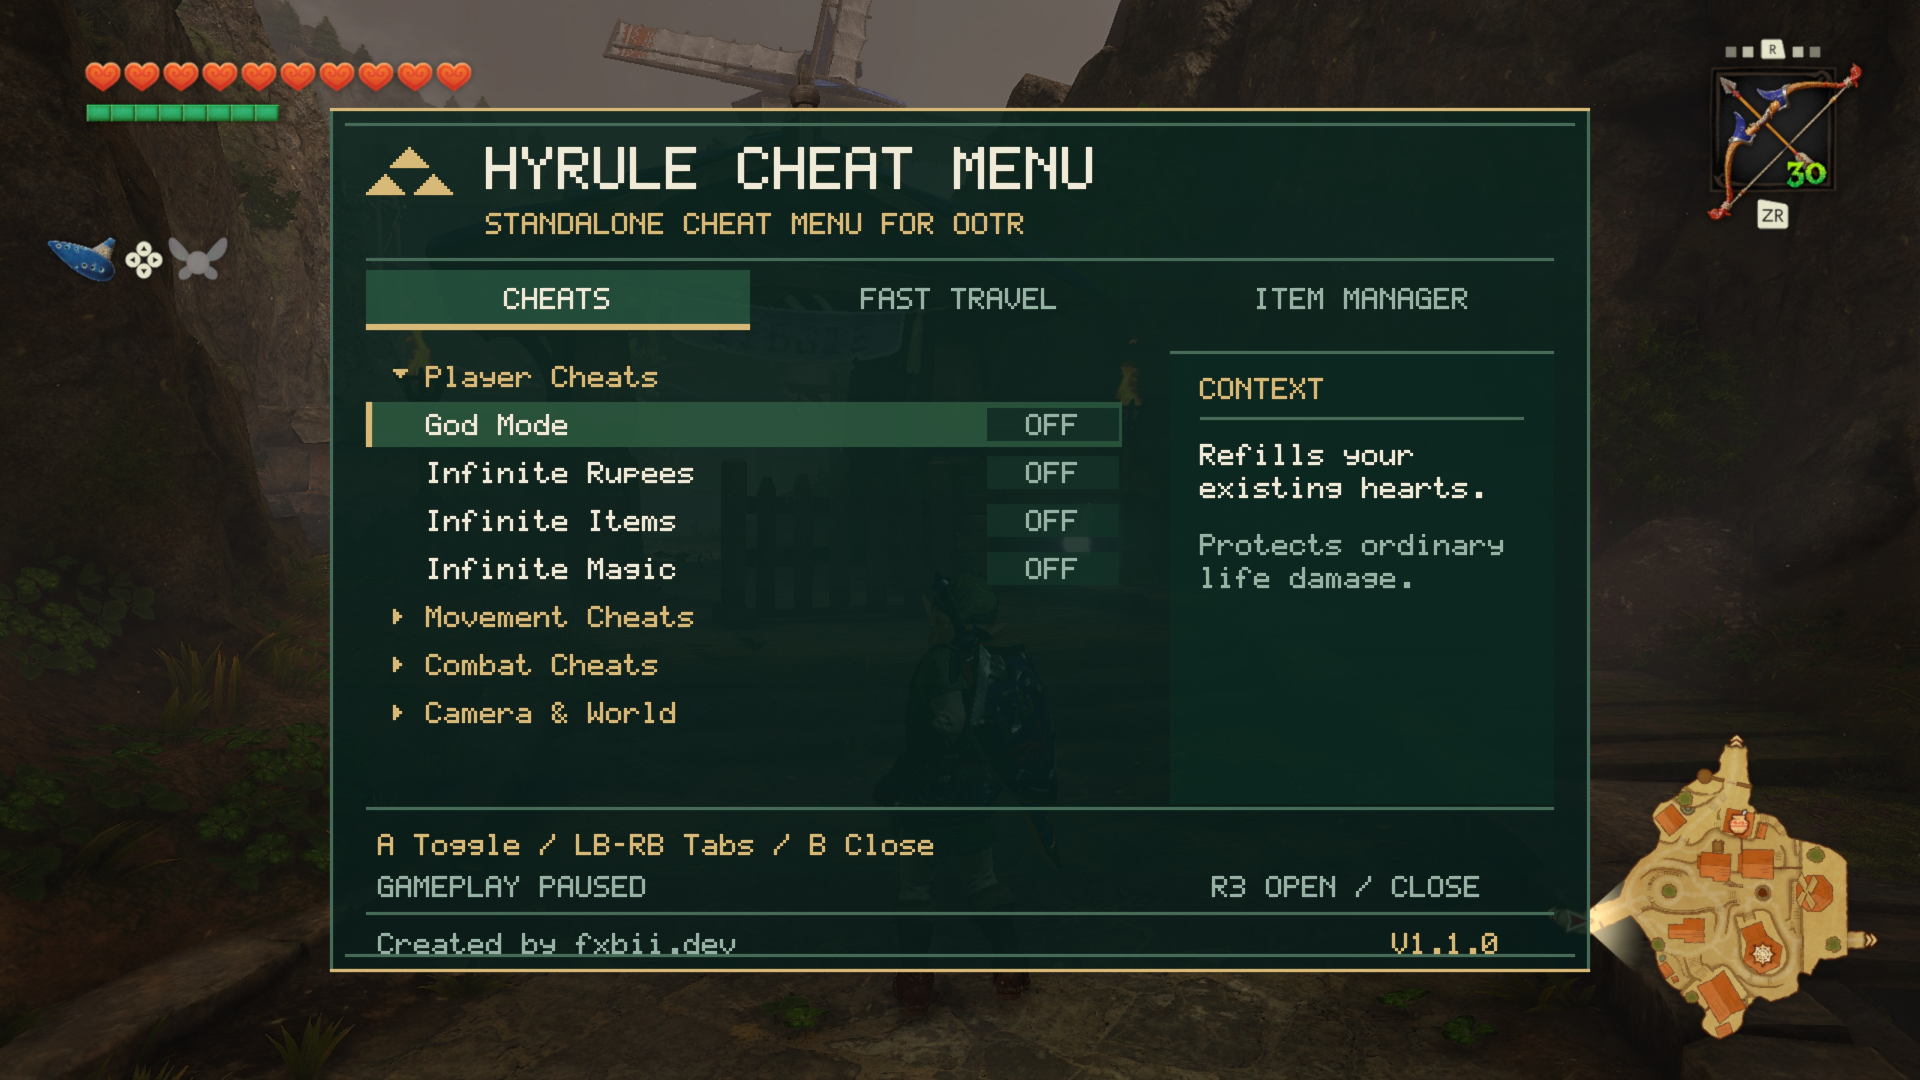 R
30
ZR
HYRULE CHEAT MENU
STANDALONE CHEAT MENU FOR OOTR
CHEATS
FAST TRAVEL
ITEM MANAGER
Player Cheats
God Mode OFF
Infinite Rupees OFF
Infinite Items OFF
Infinite Magic OFF
Movement Cheats
Combat Cheats
Camera & World
CONTEXT
Refills your
existing hearts.
Protects ordinary
life damage.
A Toggle / LB-RB Tabs / B Close
GAMEPLAY PAUSED
R3 OPEN / CLOSE
Created by fxbii.dev
V1.1.0